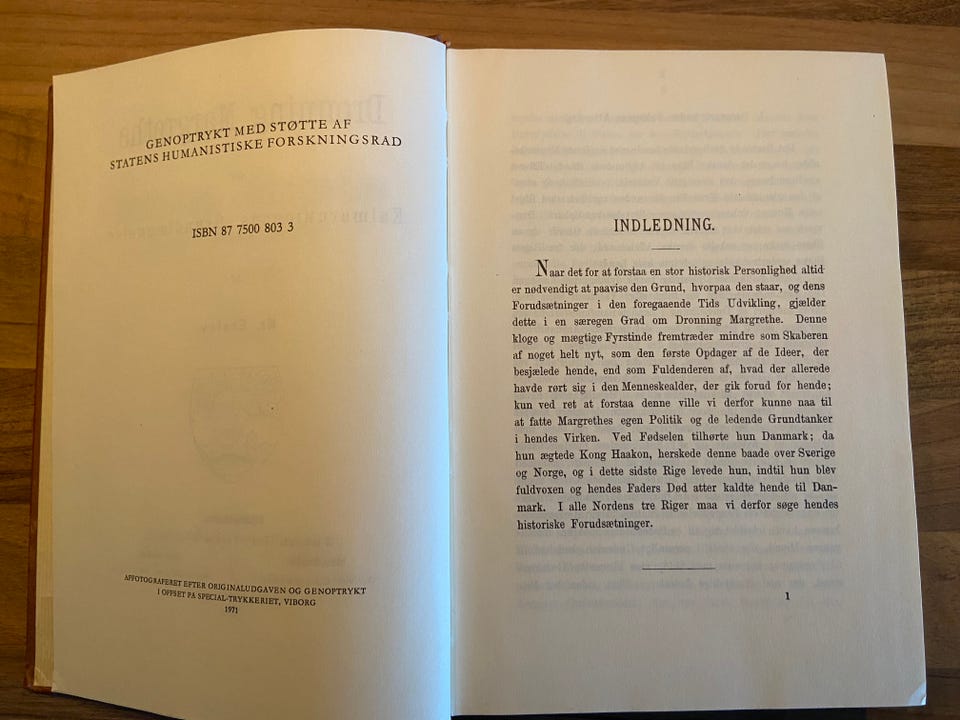 GENOPTRYKT MED STØTTE AF
STATENS HUMANISTISKE FORSKNINGSRAD
ISBN 87 7500 803 3
AFFOTOGRAFERET EFTER ORIGINALUDGAVEN OG GENOPTRYKT
I OFFSET PA SPECIAL-TRYKKERIET, VIBORG
1971
INDLEDNING.
Naar det for at forstaa en stor historisk Personlighed altid
er nødvendigt at paavise den Grund, hvorpaa den staar, og dens
Forudsætninger i den foregaaende Tids Udvikling, gjælder
dette i en særegen Grad om Dronning Margrethe. Denne
kloge og mægtige Fyrstinde fremtræder mindre som Skaberen
af noget helt nyt, som den første Opdager af de Ideer, der
besjælede hende, end som Fuldenderen af, hvad der allerede
havde rørt sig i den Menneskealder, der gik forud for hende;
kun ved ret at forstaa denne ville vi derfor kunne naa til
at fatte Margrethes egen Politik og de ledende Grundtanker
i hendes Virken. Ved Fødselen tilhørte hun Danmark; da
hun ægtede Kong Haakon, herskede denne baade over Sverige
og Norge, og i dette sidste Rige levede hun, indtil hun blev
fuldvoxen og hendes Faders Død atter kaldte hende til Dan-
mark. I alle Nordens tre Riger maa vi derfor søge hendes
historiske Forudsætninger.
1